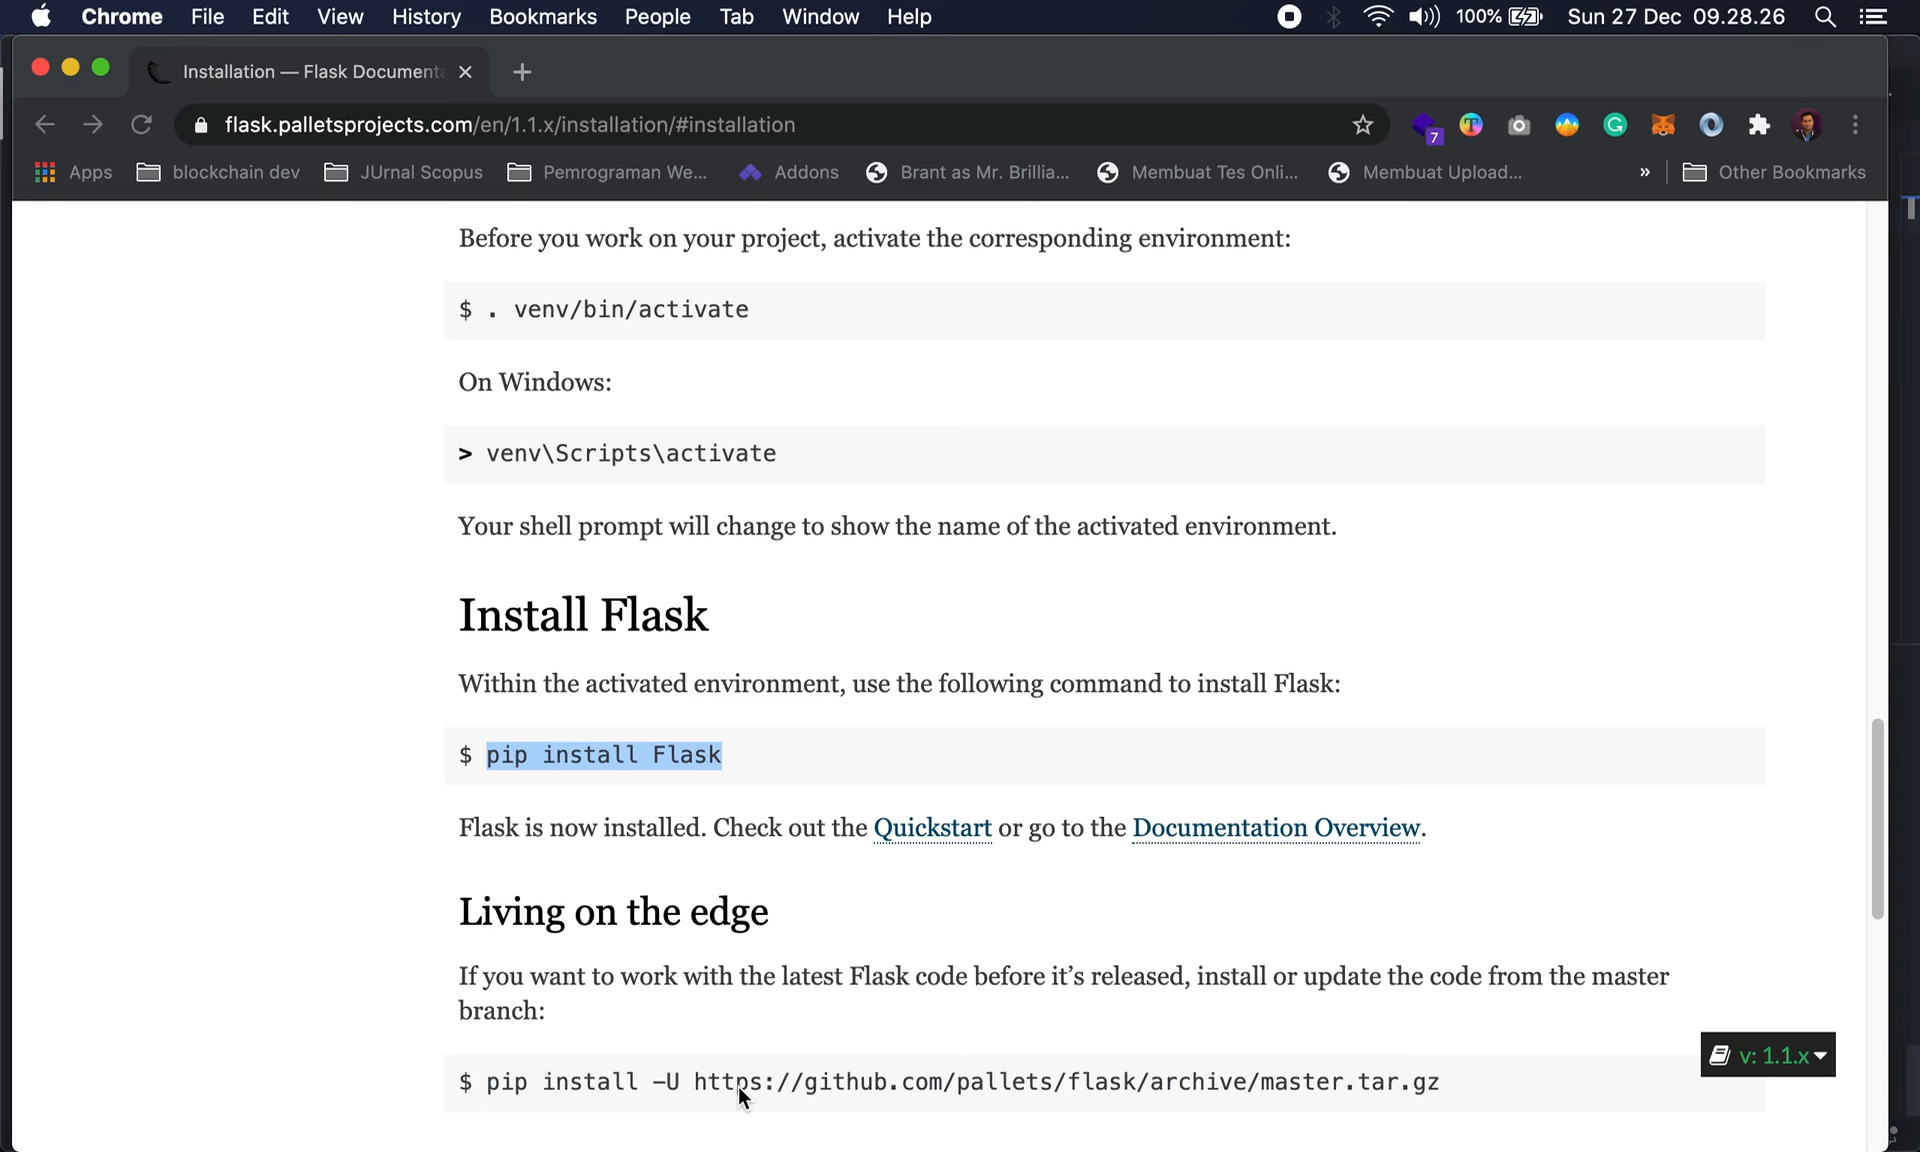 Chrome File Edit View History Bookmarks People Tab Window Help 100% Sun 27 Dec 09.28.26
Installation — Flask Documenta
flask.palletsprojects.com/en/1.1.x/installation/#installation
7
Apps blockchain dev JUrnal Scopus Pemrograman We... Addons Brant as Mr. Brillia... Membuat Tes Onli... Membuat Upload... » Other Bookmarks
Before you work on your project, activate the corresponding environment:
$ . venv/bin/activate
On Windows:
> venv\Scripts\activate
Your shell prompt will change to show the name of the activated environment.
Install Flask
Within the activated environment, use the following command to install Flask:
$ pip install Flask
Flask is now installed. Check out the Quickstart or go to the Documentation Overview.
Living on the edge
If you want to work with the latest Flask code before it’s released, install or update the code from the master
branch:
v: 1.1.x
$ pip install -U https://github.com/pallets/flask/archive/master.tar.gz